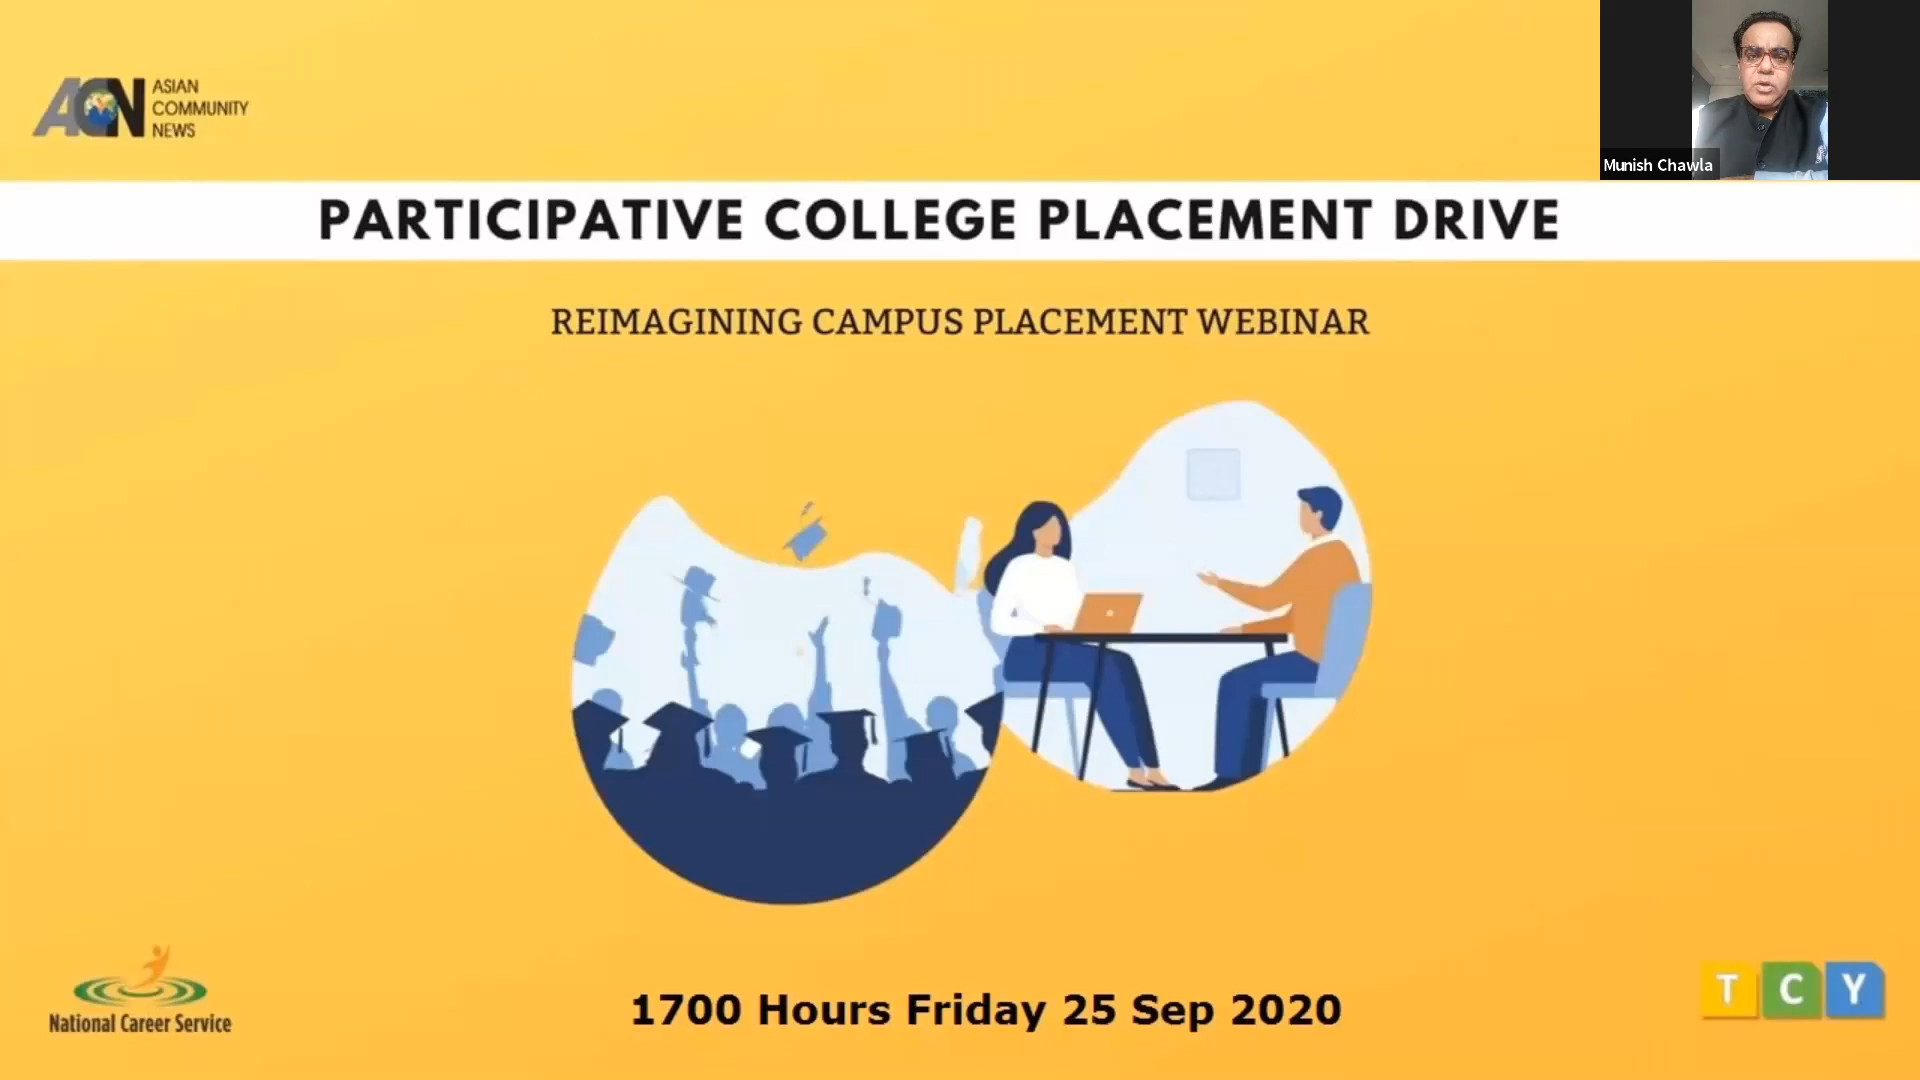 ACN
ASIAN
COMMUNITY
NEWS
Munish Chawla
PARTICIPATIVE COLLEGE PLACEMENT DRIVE
REIMAGINING CAMPUS PLACEMENT WEBINAR
National Career Service
1700 Hours Friday 25 Sep 2020
T C Y